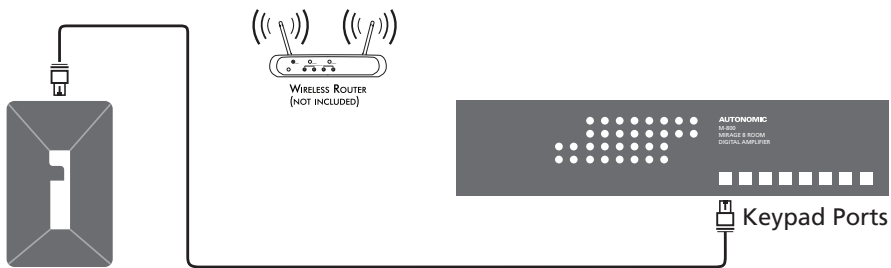 WIRELESS ROUTER
(NOT INCLUDED)
AUTONOMIC
M-800
MIRAGE 8 ROOM
DIGITAL AMPLIFIER
Keypad Ports